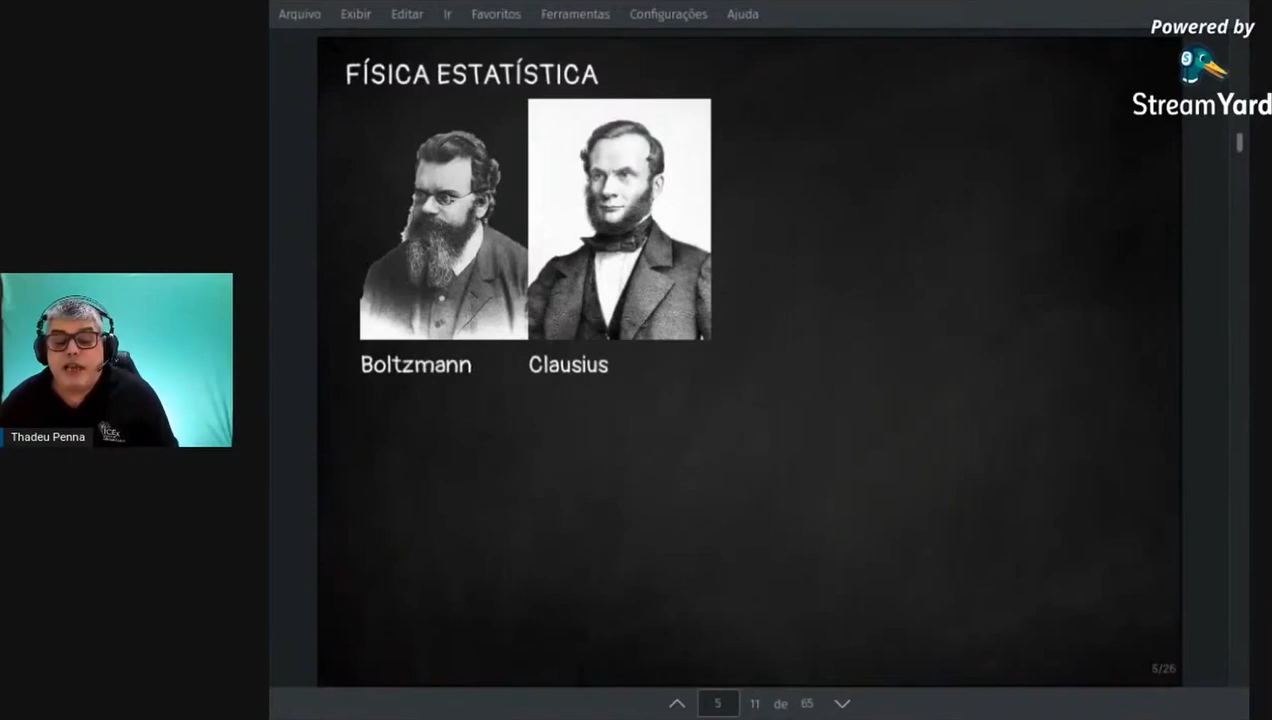 Arquivo Exibir Editar Ir Favoritos Ferramentas Configurações Ajuda
Powered by
StreamYard
FÍSICA ESTATÍSTICA
Boltzmann Clausius
ICEx
Thadeu Penna
5/26
5 11 de 65